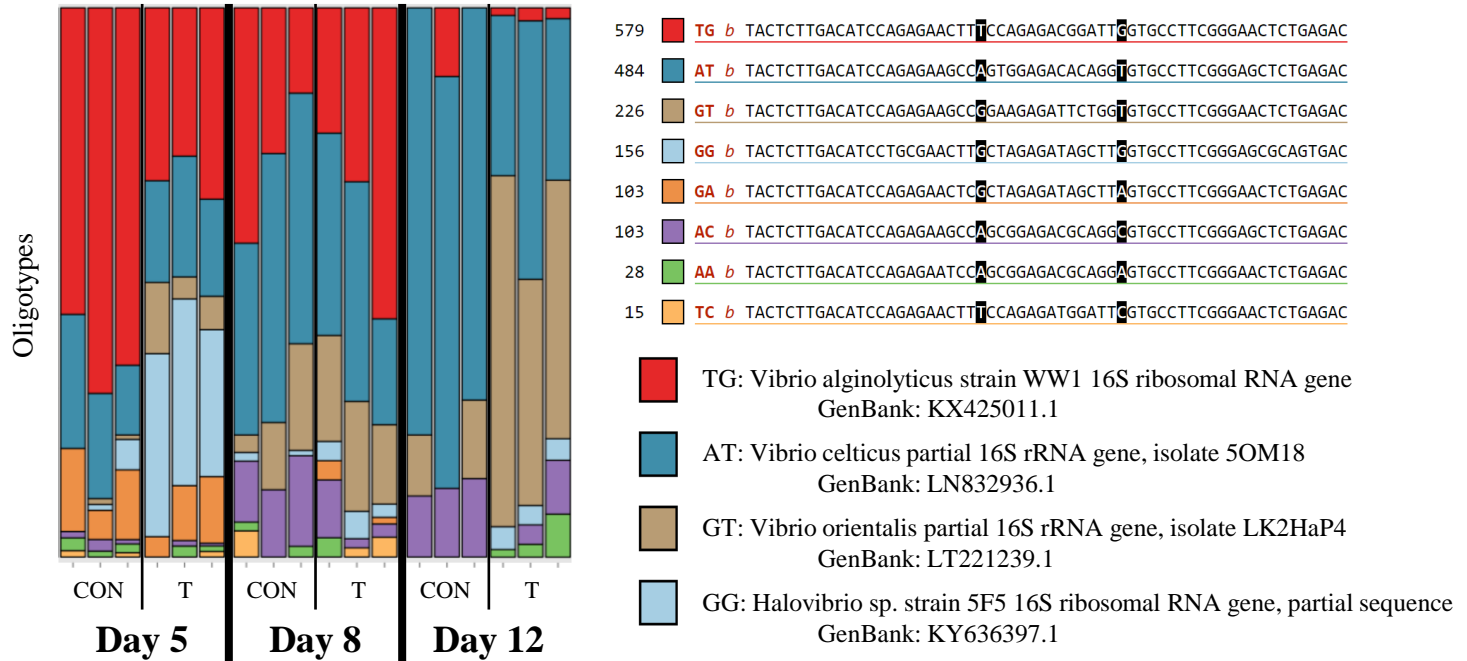 Oligotypes
CON T CON T CON T
Day 5 Day 8 Day 12
579 TG b TACTCTTGACATCCAGAGAACTTTCCAGAGACGGATTGGTGCCTTCGGGAACTCTGAGAC
484 AT b TACTCTTGACATCCAGAGAAGCCAGTGGAGACACAGGTGTGCCTTCGGGAGCTCTGAGAC
226 GT b TACTCTTGACATCCAGAGAAGCCGGAAGAGATTCTGGTGTGCCTTCGGGAACTCTGAGAC
156 GG b TACTCTTGACATCCTGCGAACTTGCTAGAGATAGCTTGGTGCCTTCGGGAGCGCAGTGAC
103 GA b TACTCTTGACATCCAGAGAACTCGCTAGAGATAGCTTAGTGCCTTCGGGAACTCTGAGAC
103 AC b TACTCTTGACATCCAGAGAAGCCAGCGGAGACGCAGGCGTGCCTTCGGGAGCTCTGAGAC
28 AA b TACTCTTGACATCCAGAGAATCCAGCGGAGACGCAGGAGTGCCTTCGGGAACTCTGAGAC
15 TC b TACTCTTGACATCCAGAGAACTTTCCAGAGATGGATTCGTGCCTTCGGGAACTCTGAGAC
TG: Vibrio alginolyticus strain WW1 16S ribosomal RNA gene
GenBank: KX425011.1
AT: Vibrio celticus partial 16S rRNA gene, isolate 5OM18
GenBank: LN832936.1
GT: Vibrio orientalis partial 16S rRNA gene, isolate LK2HaP4
GenBank: LT221239.1
GG: Halovibrio sp. strain 5F5 16S ribosomal RNA gene, partial sequence
GenBank: KY636397.1